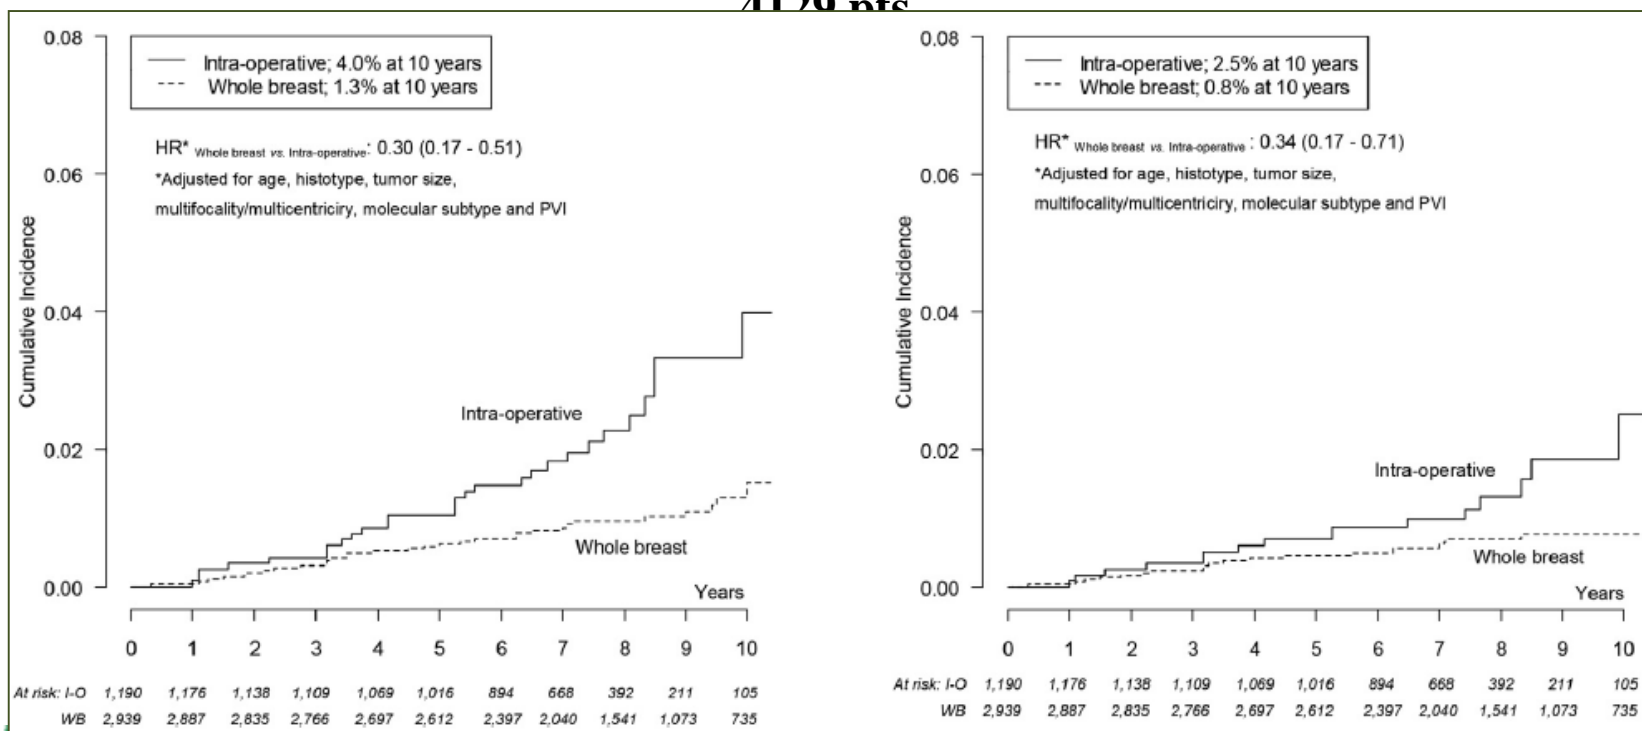 4129 pts
0.08
0.06
0.04
0.02
0.00
Cumulative Incidence
Intra-operative; 4.0% at 10 years
Whole breast; 1.3% at 10 years
HR* Whole breast vs. Intra-operative: 0.30 (0.17 - 0.51)
*Adjusted for age, histotype, tumor size,
multifocality/multicentriciry, molecular subtype and PVI
Intra-operative
Whole breast
Years
0 1 2 3 4 5 6 7 8 9 10
At risk: I-O 1,190 1,176 1,138 1,109 1,069 1,016 894 668 392 211 105
WB 2,939 2,887 2,835 2,766 2,697 2,612 2,397 2,040 1,541 1,073 735
0.08
0.06
0.04
0.02
0.00
Cumulative Incidence
Intra-operative; 2.5% at 10 years
Whole breast; 0.8% at 10 years
HR* Whole breast vs. Intra-operative : 0.34 (0.17 - 0.71)
*Adjusted for age, histotype, tumor size,
multifocality/multicentriciry, molecular subtype and PVI
Intra-operative
Whole breast
Years
0 1 2 3 4 5 6 7 8 9 10
At risk: I-O 1,190 1,176 1,138 1,109 1,069 1,016 894 668 392 211 105
WB 2,939 2,887 2,835 2,766 2,697 2,612 2,397 2,040 1,541 1,073 735